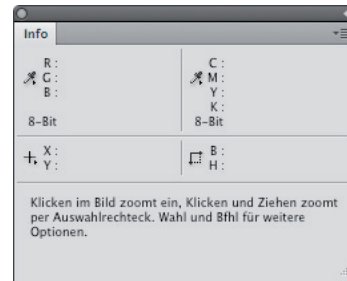 Info
R :
G :
B :
8-Bit
C :
M :
Y :
K :
8-Bit
X :
Y :
B :
H :
Klicken im Bild zoomt ein, Klicken und Ziehen zoomt
per Auswahlrechteck. Wahl und Bfhl für weitere
Optionen.